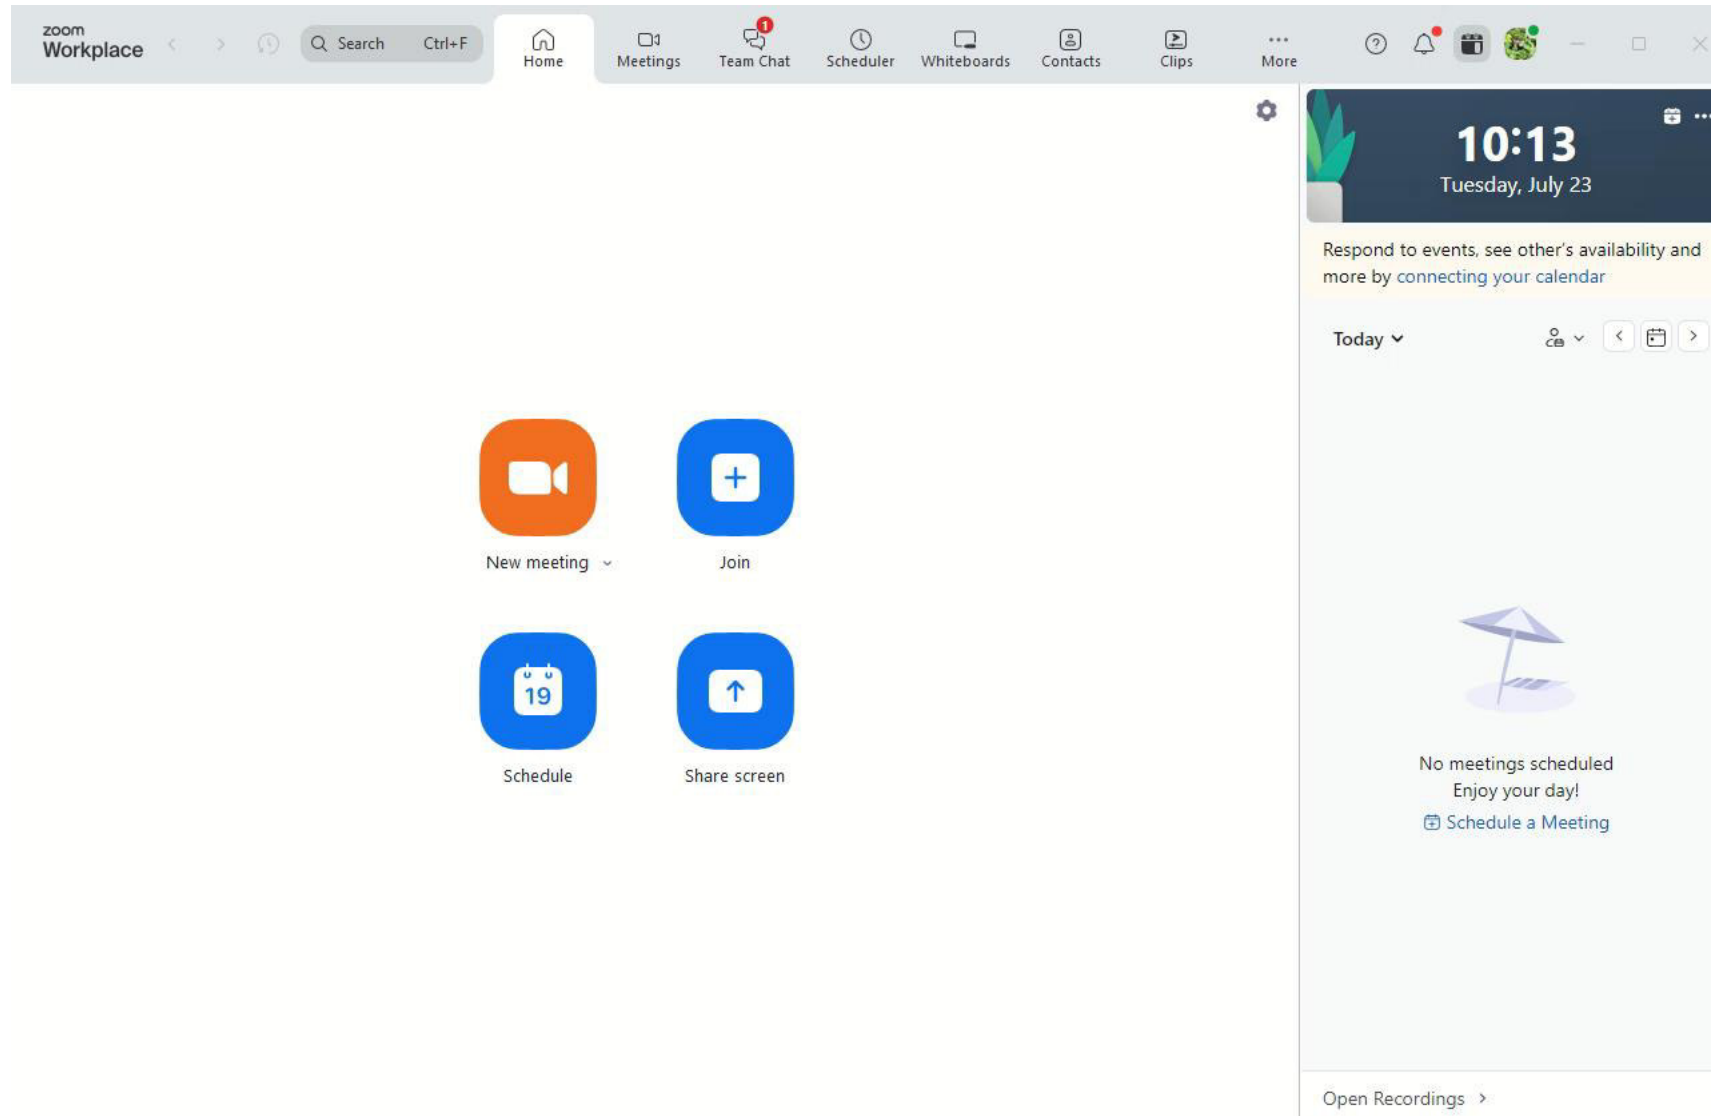 zoom
Workplace
Search Ctrl+F
Home
Meetings
1
Team Chat
Scheduler
Whiteboards
Contacts
Clips
More
10:13
Tuesday, July 23
Respond to events, see other's availability and
more by connecting your calendar
Today
New meeting
Join
19
Schedule
Share screen
No meetings scheduled
Enjoy your day!
Schedule a Meeting
Open Recordings